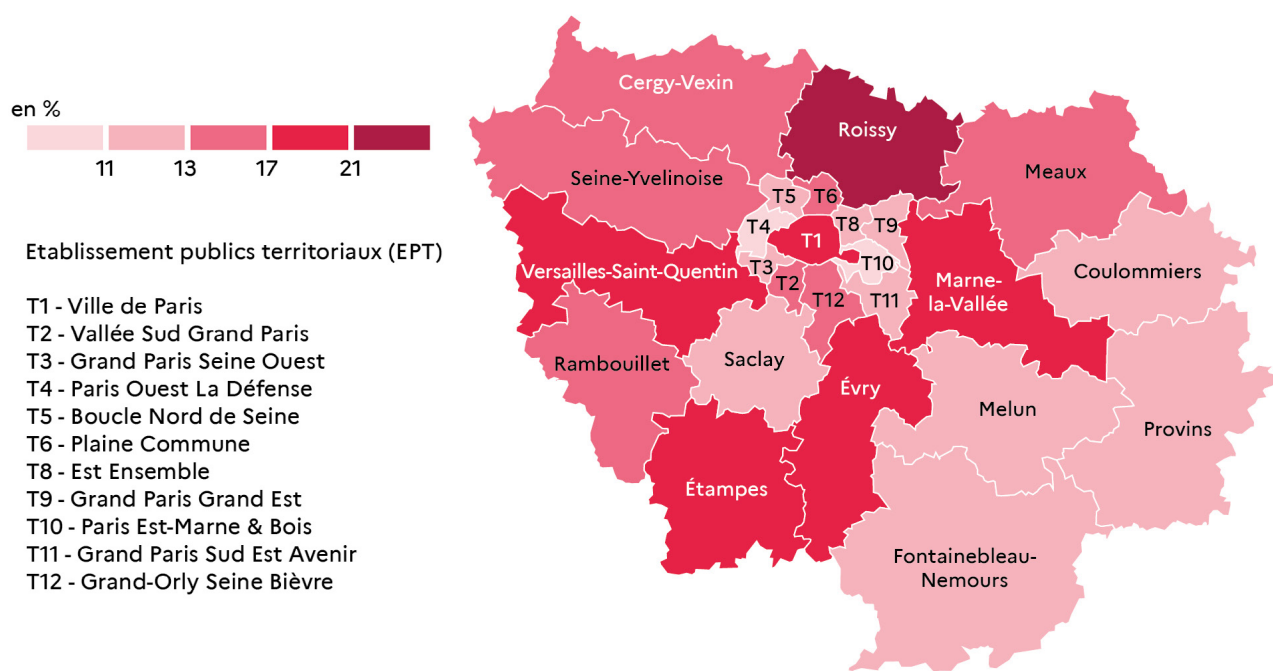 en %
11 13 17 21
Etablissement publics territoriaux (EPT)
T1 - Ville de Paris
T2 - Vallée Sud Grand Paris
T3 - Grand Paris Seine Ouest
T4 - Paris Ouest La Défense
T5 - Boucle Nord de Seine
T6 - Plaine Commune
T8 - Est Ensemble
T9 - Grand Paris Grand Est
T10 - Paris Est-Marne & Bois
T11 - Grand Paris Sud Est Avenir
T12 - Grand-Orly Seine Bièvre
Cergy-Vexin
Roissy
Meaux
Seine-Yvelinoise
T5
T6
T4
T8
T9
T1
T10
T3
T2
T12
T11
Versailles-Saint-Quentin
Marne-
la-Vallée
Coulommiers
Rambouillet
Saclay
Évry
Melun
Provins
Étampes
Fontainebleau-
Nemours